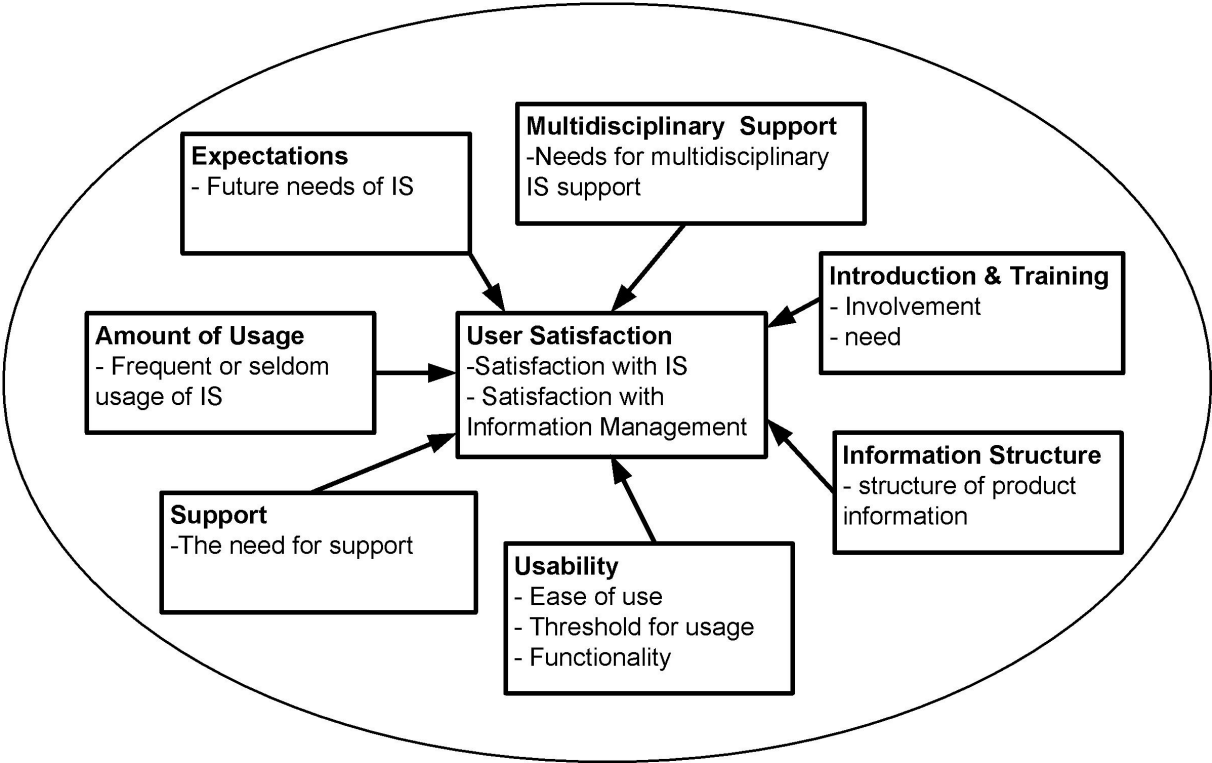 Multidisciplinary  Support
-Needs for multidisciplinary
IS support
Expectations
- Future needs of IS
Introduction & Training
- Involvement
- need
Amount of Usage
- Frequent or seldom
usage of IS
User Satisfaction
-Satisfaction with IS
- Satisfaction with
Information Management
Information Structure
- structure of product
information
Support
-The need for support
Usability
- Ease of use
- Threshold for usage
- Functionality